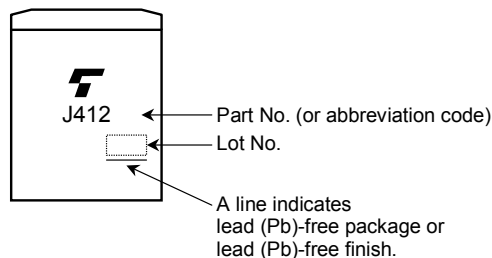 J412
Part No. (or abbreviation code)
Lot No.
A line indicates
lead (Pb)-free package or
lead (Pb)-free finish.